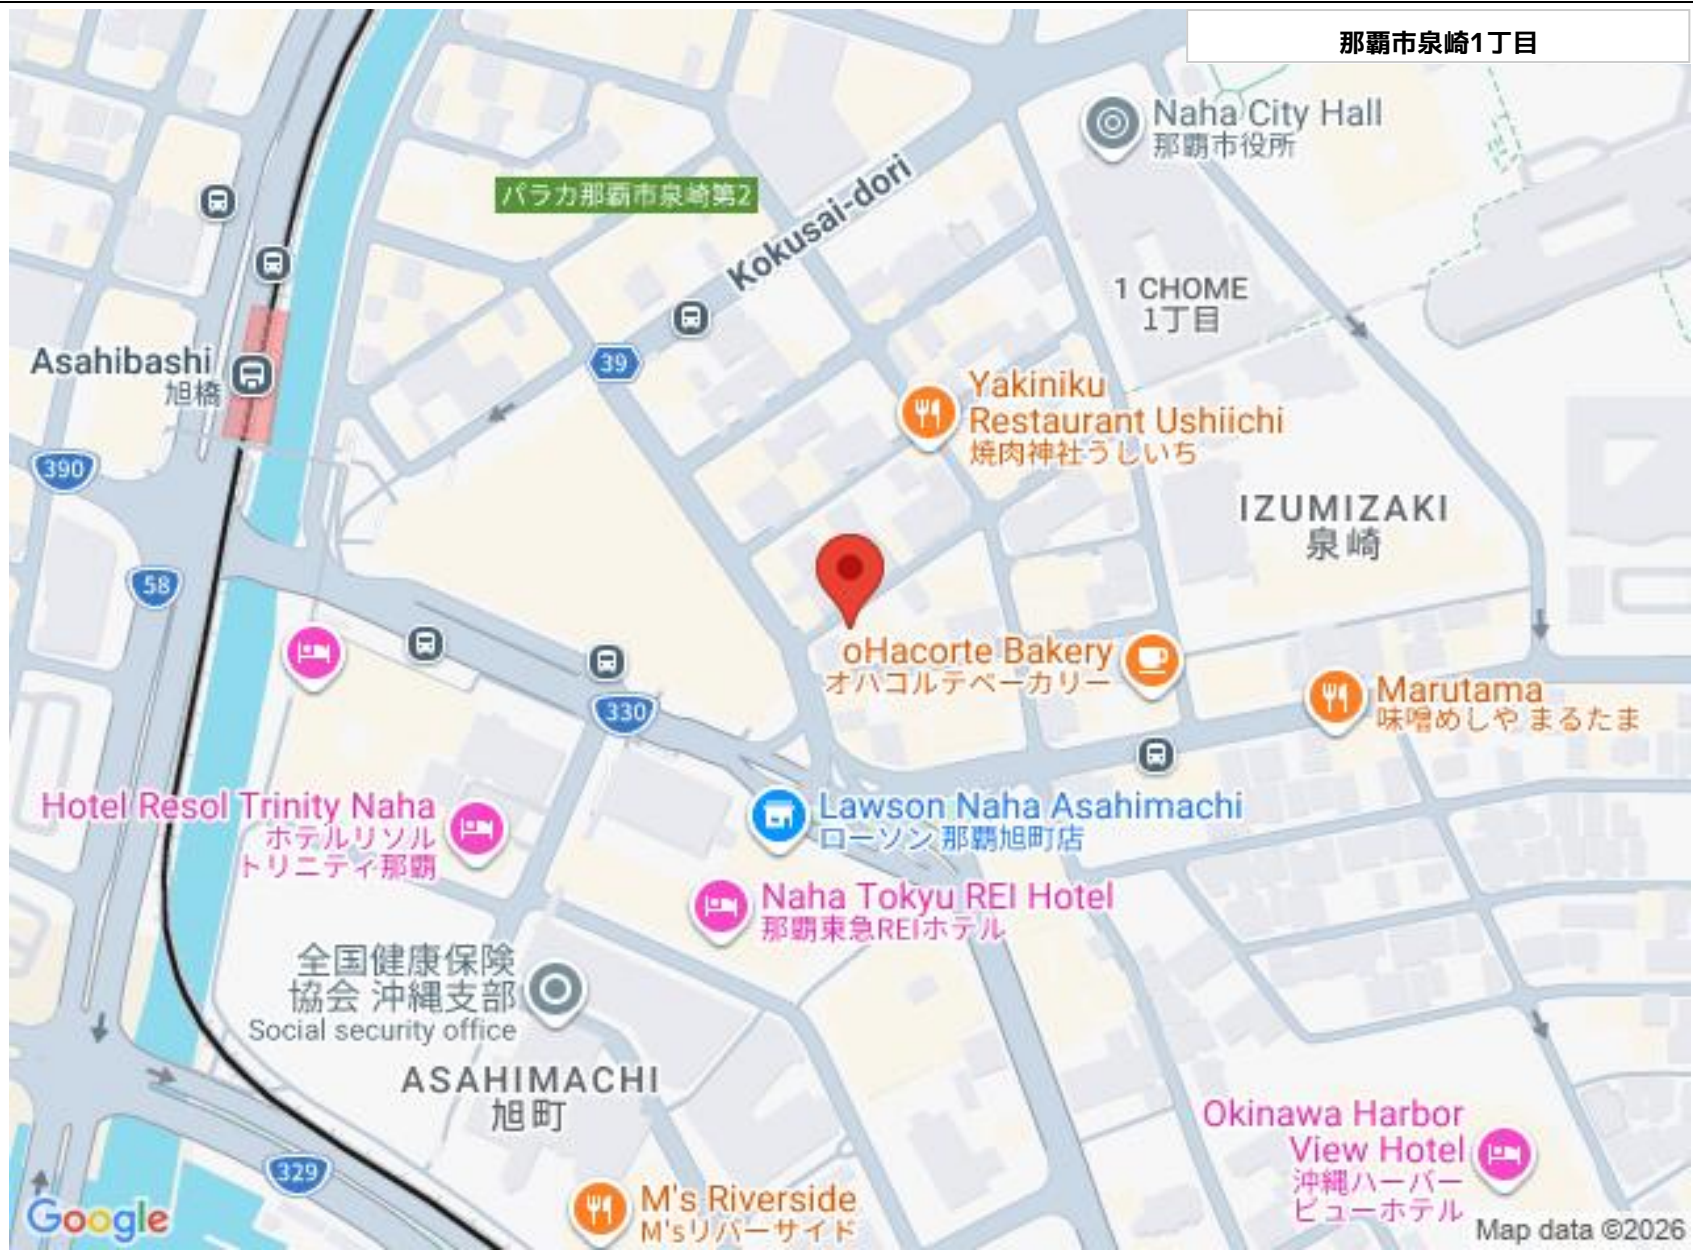 那覇市泉崎1丁目
Naha City Hall
那覇市役所
パラカ那覇市泉崎第2
Kokusai-dori
1 CHOME
1丁目
Asahibashi
旭橋
39
Yakiniku
Restaurant Ushiichi
焼肉神社うしいち
390
IZUMIZAKI
泉崎
58
oHacorte Bakery
オハコルテベーカリー
Marutama
味噌めしや まるたま
330
Hotel Resol Trinity Naha
ホテルリソル
トリニティ那覇
Lawson Naha Asahimachi
ローソン 那覇旭町店
Naha Tokyu REI Hotel
那覇東急REIホテル
全国健康保険
協会 沖縄支部
Social security office
ASAHIMACHI
旭町
Okinawa Harbor
View Hotel
沖縄ハーバー
ビューホテル
329
M's Riverside
M'sリバーサイド
Google
Map data ©2026